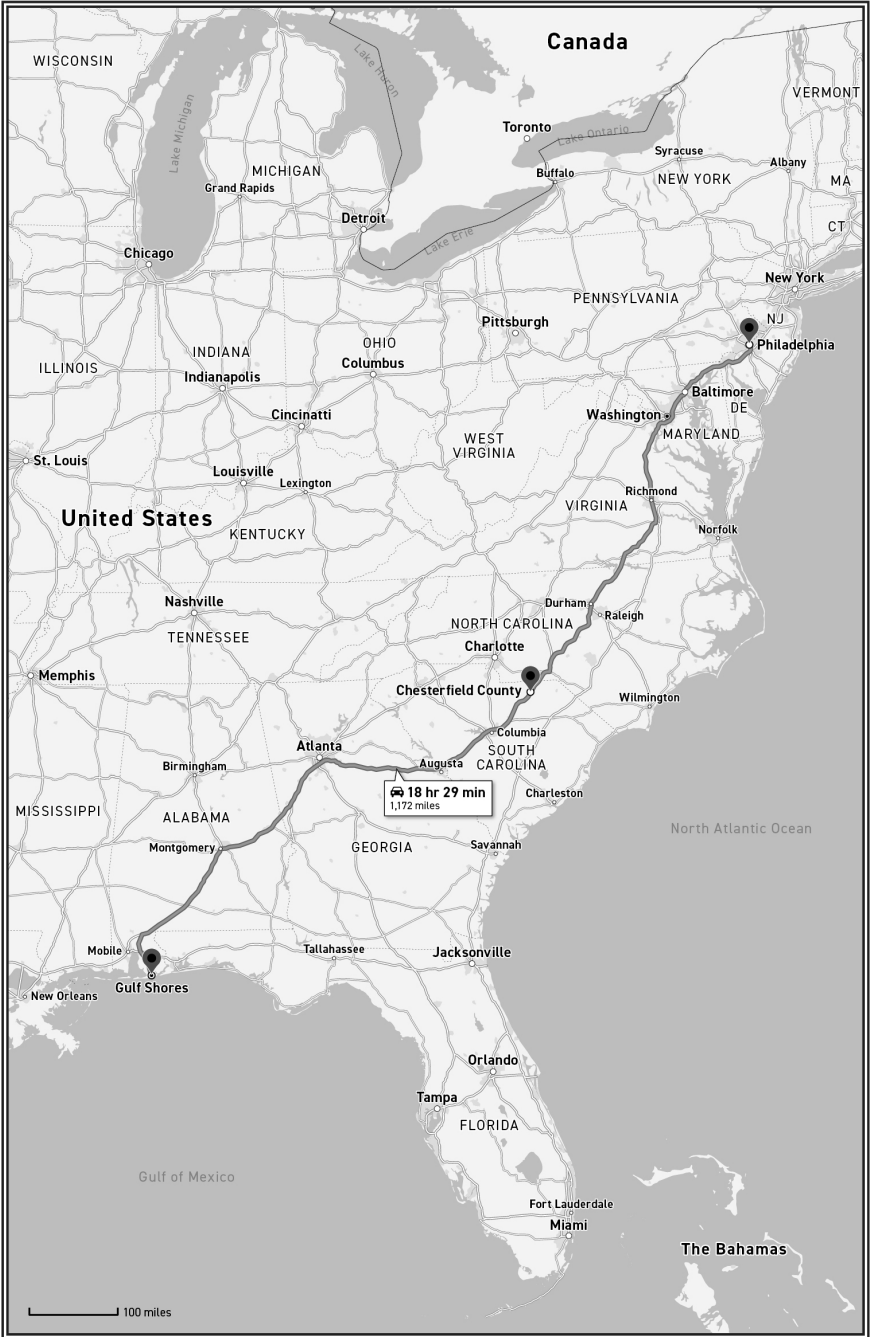 Canada
WISCONSIN
Lake Huron
VERMONT
Lake Michigan
Toronto
Lake Ontario
Syracuse
Albany
MICHIGAN
Buffalo
NEW YORK
MA
Grand Rapids
Detroit
CT
Lake Erie
Chicago
New York
PENNSYLVANIA
NJ
Pittsburgh
OHIO
Philadelphia
INDIANA
Columbus
ILLINOIS
Indianapolis
Baltimore
DE
Cincinatti
Washington
MARYLAND
WEST
VIRGINIA
St. Louis
Louisville
Lexington
Richmond
VIRGINIA
United States
KENTUCKY
Norfolk
Nashville
Durham
Raleigh
NORTH CAROLINA
TENNESSEE
Charlotte
Memphis
Chesterfield County
Wilmington
Columbia
Atlanta
SOUTH
CAROLINA
Augusta
Birmingham
18 hr 29 min
1,172 miles
Charleston
MISSISSIPPI
ALABAMA
North Atlantic Ocean
Montgomery
GEORGIA
Savannah
Mobile
Tallahassee
Jacksonville
Gulf Shores
New Orleans
Orlando
Tampa
FLORIDA
Gulf of Mexico
Fort Lauderdale
Miami
The Bahamas
100 miles